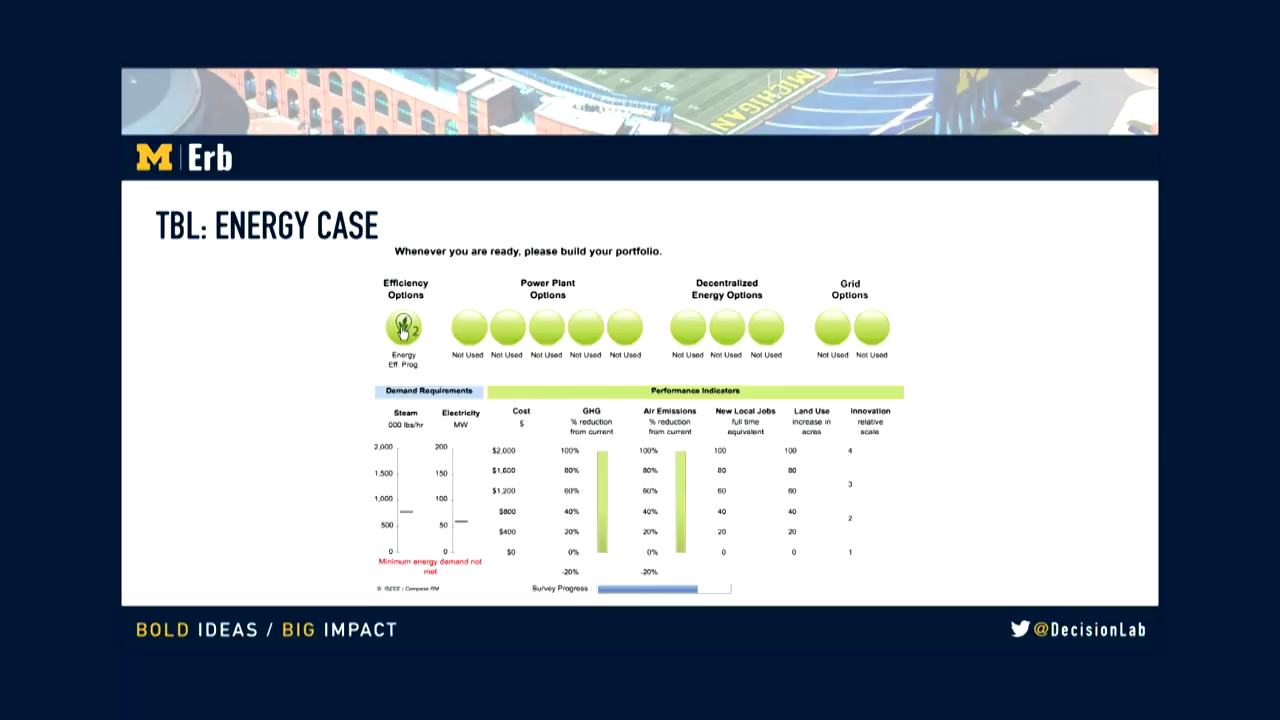 MICHIGAN
M | Erb
TBL: ENERGY CASE
Whenever you are ready, please build your portfolio.
Efficiency Options
Power Plant Options
Decentralized Energy Options
Grid Options
2
Energy Eff. Prog.
Not Used Not Used Not Used Not Used Not Used
Not Used Not Used Not Used
Not Used Not Used
Demand Requirements
Performance Indicators
Steam
000 lbs/hr
Electricity
MW
Cost
$
GHG
% reduction
from current
Air Emissions
% reduction
from current
New Local Jobs
full time
equivalent
Land Use
increase in
acres
Innovation
relative
scale
2,000
1,500
1,000
500
0
200
150
100
50
0
$2,000
$1,600
$1,200
$800
$400
$0
100%
80%
60%
40%
20%
0%
-20%
100%
80%
60%
40%
20%
0%
-20%
100
80
60
40
20
0
100
80
60
40
20
0
4
3
2
1
Minimum energy demand not
met
Survey Progress
BOLD IDEAS / BIG IMPACT
@DecisionLab